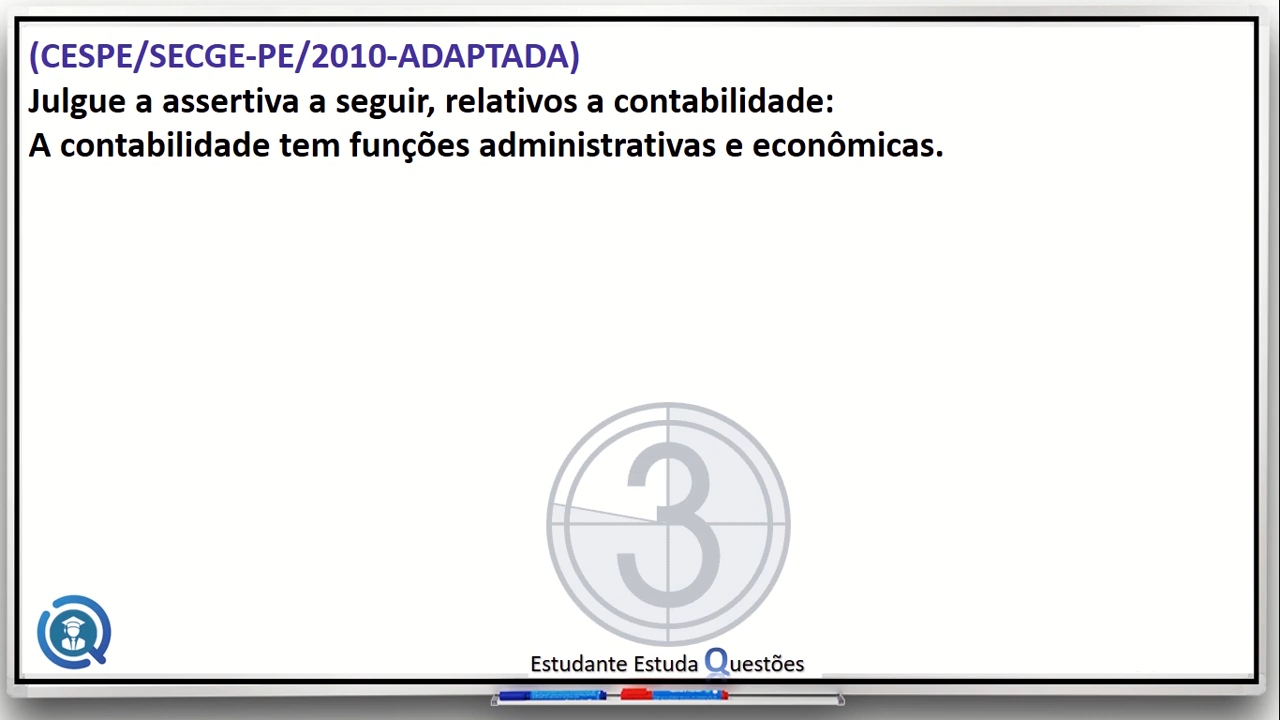 (CESPE/SECGE-PE/2010-ADAPTADA)
Julgue a assertiva a seguir, relativos a contabilidade:
A contabilidade tem funções administrativas e econômicas.
3
Estudante Estuda Questões